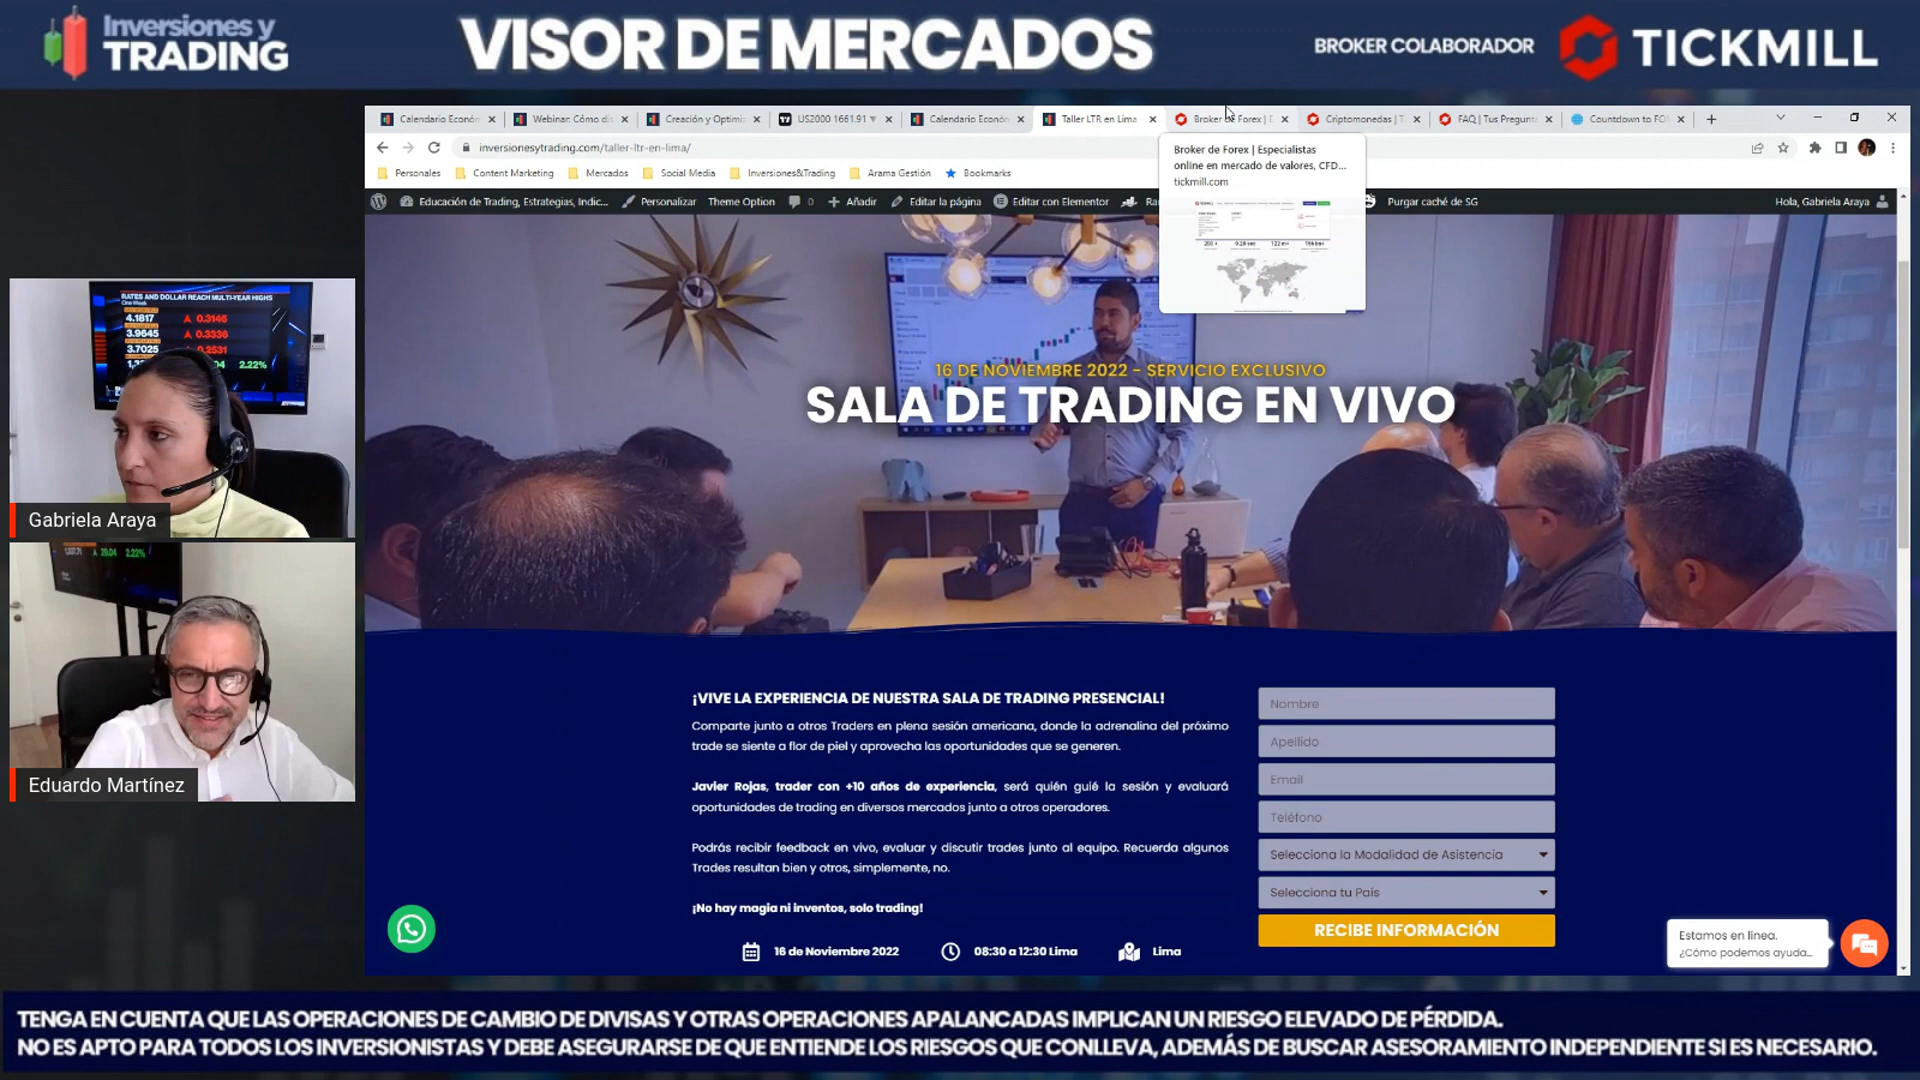 Inversiones y
TRADING
VISOR DE MERCADOS
BROKER COLABORADOR
TICKMILL
Calendario Económ
Webinar: Cómo di
Creación y Optimiz
US2000 1661.91 ▼
Calendario Económ
Taller LTR en Lima
Broker de Forex | E
Criptomonedas | T
FAQ | Tus Pregunt
Countdown to FOM
inversionesytrading.com/taller-ltr-en-lima/
Broker de Forex | Especialistas
online en mercado de valores, CFD...
tickmill.com
TICKMILL
Personales
Content Marketing
Mercados
Social Media
Inversiones&Trading
Arama Gestión
Bookmarks
Educación de Trading, Estrategias, Indic...
Personalizar
Theme Option
0
Añadir
Editar la página
Editar con Elementor
Purgar caché de SG
Hola, Gabriela Araya
RATES AND DOLLAR REACH MULTI-YEAR HIGHS
One Week
4.1817 0.3146
3.9645 0.3336
3.7025 0.2531
2.22%
Gabriela Araya
29.04 2.22%
Eduardo Martínez
16 DE NOVIEMBRE 2022 - SERVICIO EXCLUSIVO
SALA DE TRADING EN VIVO
¡VIVE LA EXPERIENCIA DE NUESTRA SALA DE TRADING PRESENCIAL!
Comparte junto a otros Traders en plena sesión americana, donde la adrenalina del próximo
trade se siente a flor de piel y aprovecha las oportunidades que se generen.
Javier Rojas, trader con +10 años de experiencia, será quién guié la sesión y evaluará
oportunidades de trading en diversos mercados junto a otros operadores.
Podrás recibir feedback en vivo, evaluar y discutir trades junto al equipo. Recuerda algunos
Trades resultan bien y otros, simplemente, no.
¡No hay magia ni inventos, solo trading!
16 de Noviembre 2022
08:30 a 12:30 Lima
Lima
Nombre
Apellido
Email
Teléfono
Selecciona la Modalidad de Asistencia
Selecciona tu País
RECIBE INFORMACIÓN
Estamos en línea.
¿Cómo podemos ayuda...
TENGA EN CUENTA QUE LAS OPERACIONES DE CAMBIO DE DIVISAS Y OTRAS OPERACIONES APALANCADAS IMPLICAN UN RIESGO ELEVADO DE PÉRDIDA.
NO ES APTO PARA TODOS LOS INVERSIONISTAS Y DEBE ASEGURARSE DE QUE ENTIENDE LOS RIESGOS QUE CONLLEVA, ADEMÁS DE BUSCAR ASESORAMIENTO INDEPENDIENTE SI ES NECESARIO.